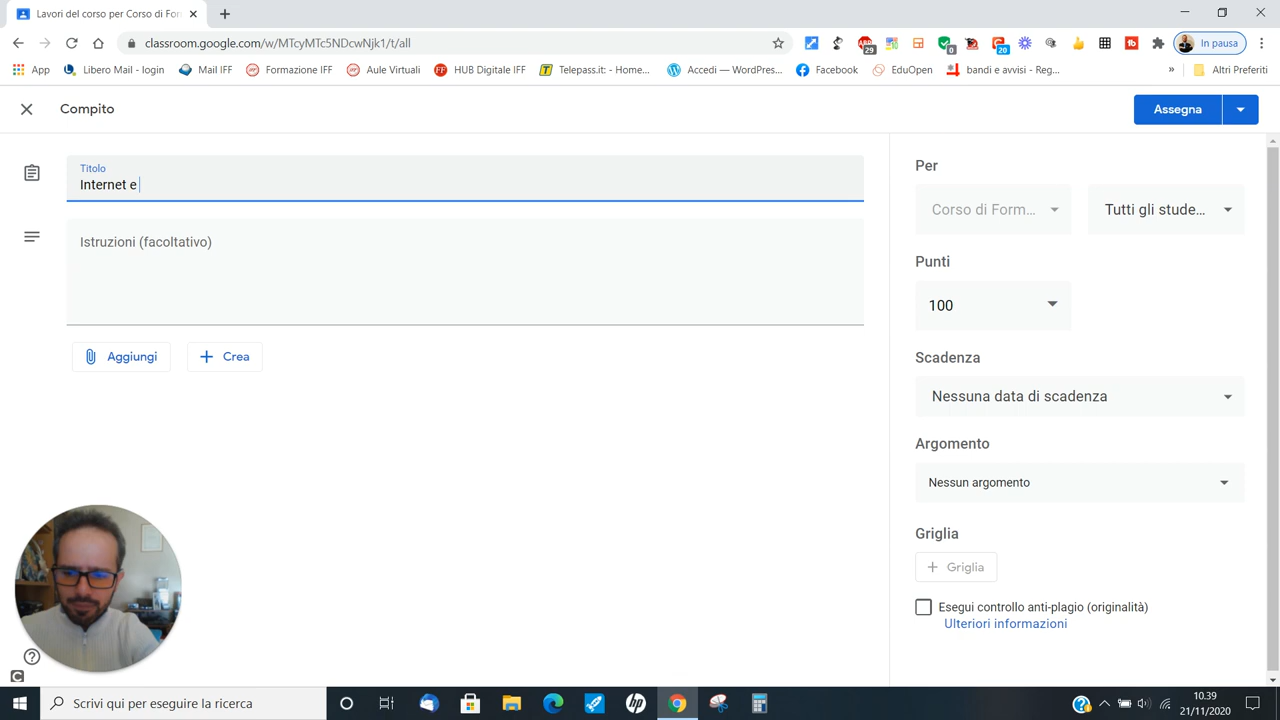 Lavori del corso per Corso di For
classroom.google.com/w/MTcyMTc5NDcwNjk1/t/all
29
0
20
In pausa
App
Libero Mail - login
Mail IFF
Formazione IFF
Aule Virtuali
HUB Digitale IFF
Telepass.it: - Home...
Accedi — WordPres...
Facebook
EduOpen
bandi e avvisi - Reg...
»
Altri Preferiti
Compito
Assegna
Titolo
Internet e
Istruzioni (facoltativo)
Aggiungi
Crea
Per
Corso di Form...
Tutti gli stude...
Punti
100
Scadenza
Nessuna data di scadenza
Argomento
Nessun argomento
Griglia
Griglia
Esegui controllo anti-plagio (originalità)
Ulteriori informazioni
Scrivi qui per eseguire la ricerca
10.39
21/11/2020